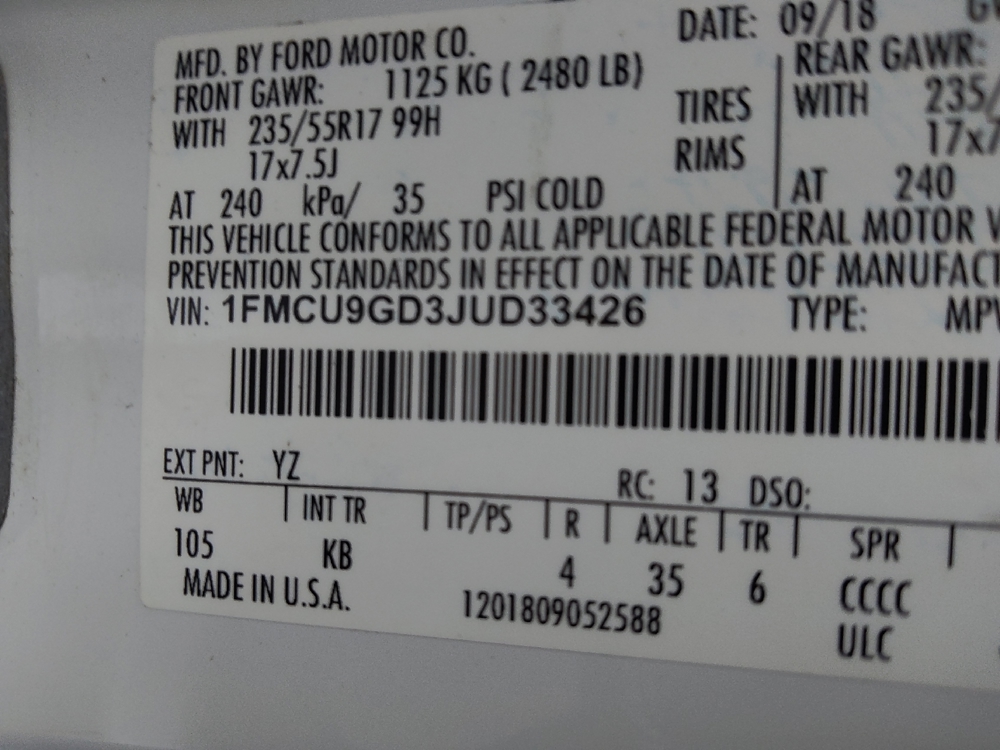 MFD. BY FORD MOTOR CO.
DATE: 09/18
FRONT GAWR: 1125 KG ( 2480 LB)
REAR GAWR:
WITH 235/55R17 99H TIRES
WITH 235/
17x7.5J RIMS
17x7
AT 240 kPa/ 35 PSI COLD
AT 240
THIS VEHICLE CONFORMS TO ALL APPLICABLE FEDERAL MOTOR V
PREVENTION STANDARDS IN EFFECT ON THE DATE OF MANUFACT
VIN: 1FMCU9GD3JUD33426 TYPE: MPV
EXT PNT: YZ RC: 13 DSO:
WB INT TR TP/PS R AXLE TR SPR
105 KB 4 35 6 CCCC
MADE IN U.S.A. 1201809052588 ULC